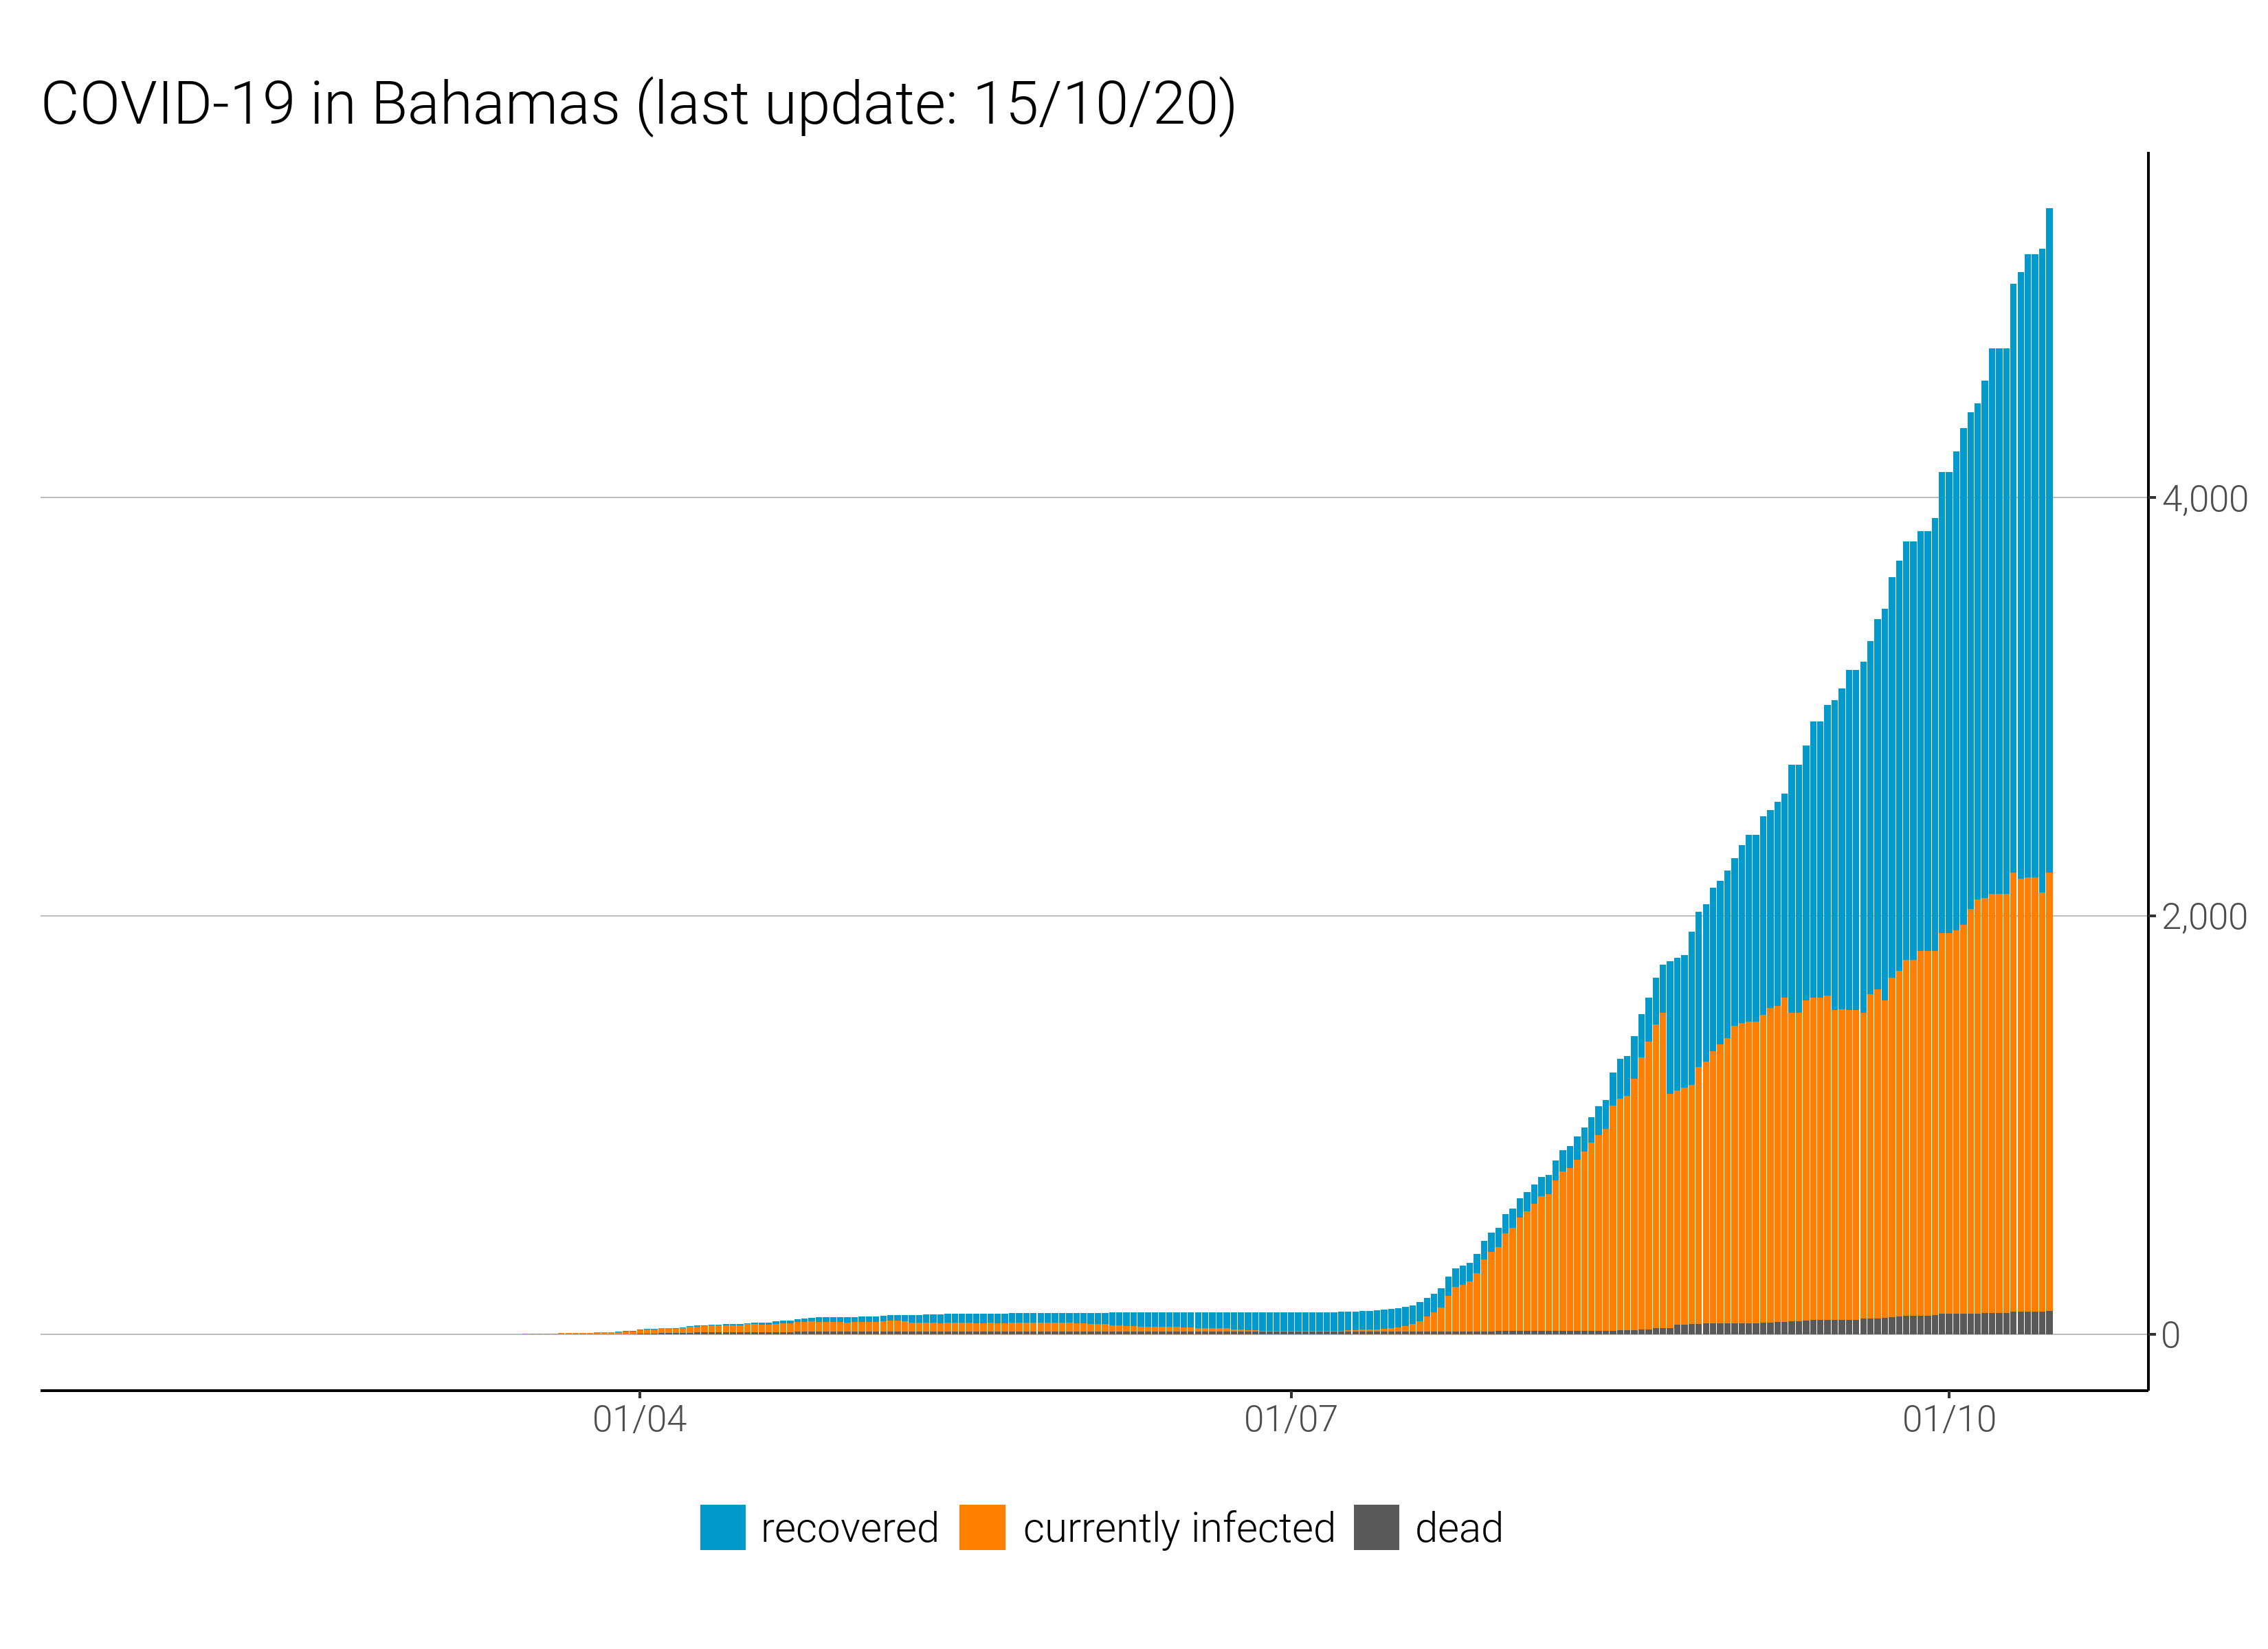 COVID-19 in Bahamas (last update: 15/10/20)
4,000
2,000
0
01/04 01/07 01/10
recovered currently infected dead